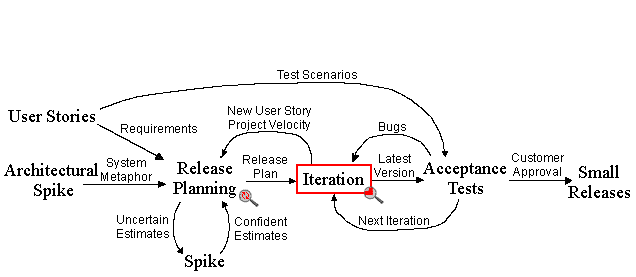 Test Scenarios
User Stories
New User Story
Project Velocity
Bugs
Requirements
Architectural
Spike
System
Metaphor
Release
Planning
Release
Plan
Iteration
Latest
Version
Acceptance
Tests
Customer
Approval
Small
Releases
Uncertain
Estimates
Confident
Estimates
Next Iteration
Spike